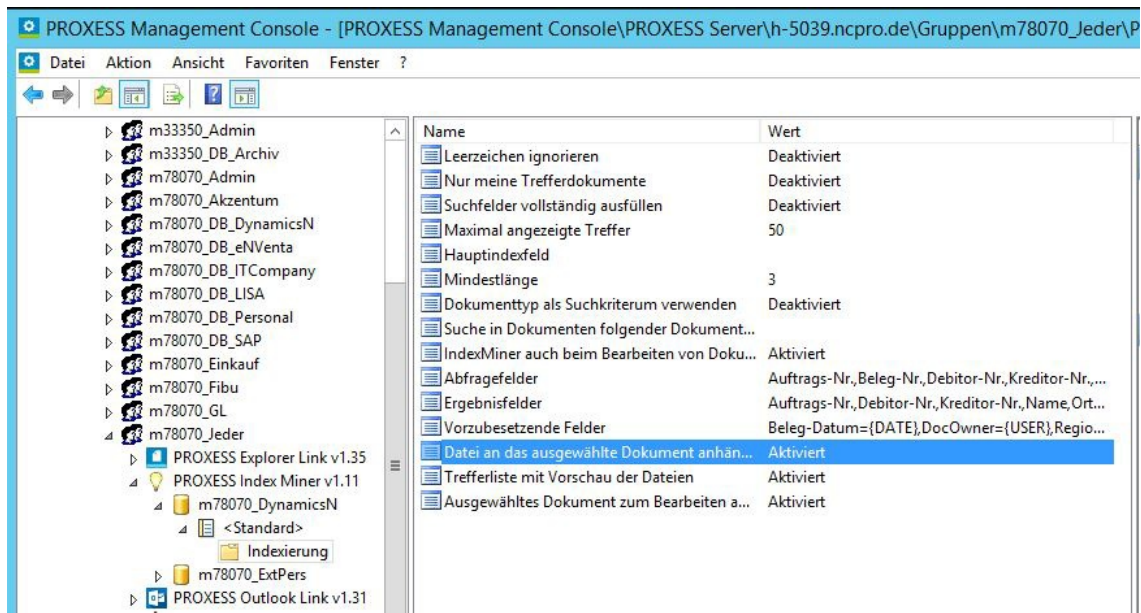 PROXESS Management Console - [PROXESS Management Console\PROXESS Server\h-5039.ncpro.de\Gruppen\m78070_Jeder\P
Datei Aktion Ansicht Favoriten Fenster ?
m33350_Admin
m33350_DB_Archiv
m78070_Admin
m78070_Akzentum
m78070_DB_DynamicsN
m78070_DB_eNVenta
m78070_DB_ITCompany
m78070_DB_LISA
m78070_DB_Personal
m78070_DB_SAP
m78070_Einkauf
m78070_Fibu
m78070_GL
m78070_Jeder
PROXESS Explorer Link v1.35
PROXESS Index Miner v1.11
m78070_DynamicsN
<Standard>
Indexierung
m78070_ExtPers
PROXESS Outlook Link v1.31
Name Wert
Leerzeichen ignorieren Deaktiviert
Nur meine Trefferdokumente Deaktiviert
Suchfelder vollständig ausfüllen Deaktiviert
Maximal angezeigte Treffer 50
Hauptindexfeld
Mindestlänge 3
Dokumenttyp als Suchkriterum verwenden Deaktiviert
Suche in Dokumenten folgender Dokument...
IndexMiner auch beim Bearbeiten von Doku... Aktiviert
Abfragefelder Auftrags-Nr.,Beleg-Nr.,Debitor-Nr.,Kreditor-Nr.,...
Ergebnisfelder Auftrags-Nr.,Debitor-Nr.,Kreditor-Nr.,Name,Ort...
Vorzubesetzende Felder Beleg-Datum={DATE},DocOwner={USER},Regio...
Datei an das ausgewählte Dokument anhän... Aktiviert
Trefferliste mit Vorschau der Dateien Aktiviert
Ausgewähltes Dokument zum Bearbeiten a... Aktiviert